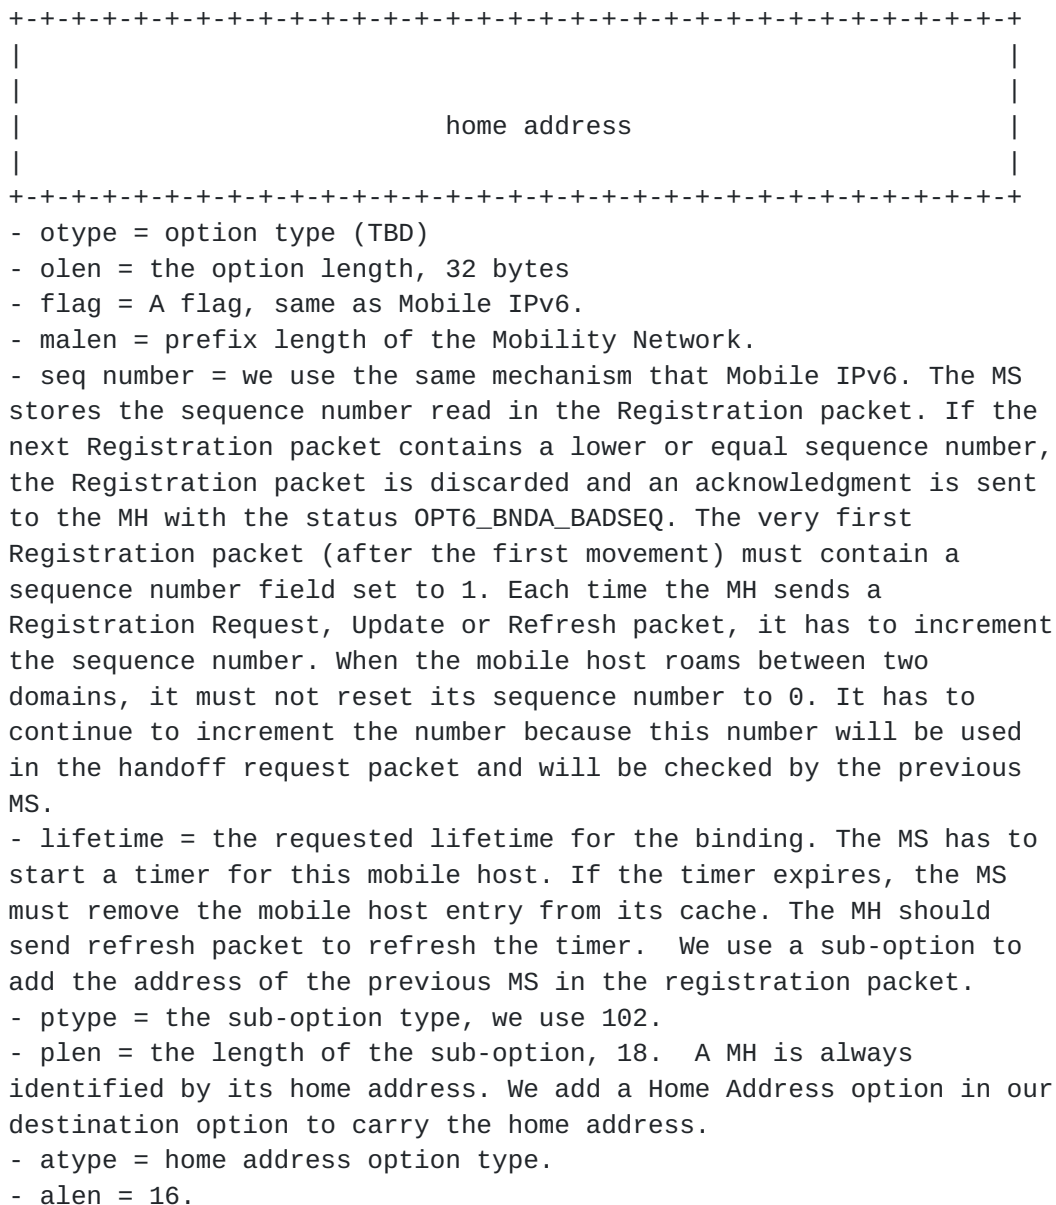 +-+-+-+-+-+-+-+-+-+-+-+-+-+-+-+-+-+-+-+-+-+-+-+-+-+-+-+-+-+-+-+-+
|                                                               |
|                                                               |
|                           home address                        |
|                                                               |
+-+-+-+-+-+-+-+-+-+-+-+-+-+-+-+-+-+-+-+-+-+-+-+-+-+-+-+-+-+-+-+-+
- otype = option type (TBD)
- olen = the option length, 32 bytes
- flag = A flag, same as Mobile IPv6.
- malen = prefix length of the Mobility Network.
- seq number = we use the same mechanism that Mobile IPv6. The MS
stores the sequence number read in the Registration packet. If the
next Registration packet contains a lower or equal sequence number,
the Registration packet is discarded and an acknowledgment is sent
to the MH with the status OPT6_BNDA_BADSEQ. The very first
Registration packet (after the first movement) must contain a
sequence number field set to 1. Each time the MH sends a
Registration Request, Update or Refresh packet, it has to increment
the sequence number. When the mobile host roams between two
domains, it must not reset its sequence number to 0. It has to
continue to increment the number because this number will be used
in the handoff request packet and will be checked by the previous
MS.
- lifetime = the requested lifetime for the binding. The MS has to
start a timer for this mobile host. If the timer expires, the MS
must remove the mobile host entry from its cache. The MH should
send refresh packet to refresh the timer.  We use a sub-option to
add the address of the previous MS in the registration packet.
- ptype = the sub-option type, we use 102.
- plen = the length of the sub-option, 18.  A MH is always
identified by its home address. We add a Home Address option in our
destination option to carry the home address.
- atype = home address option type.
- alen = 16.